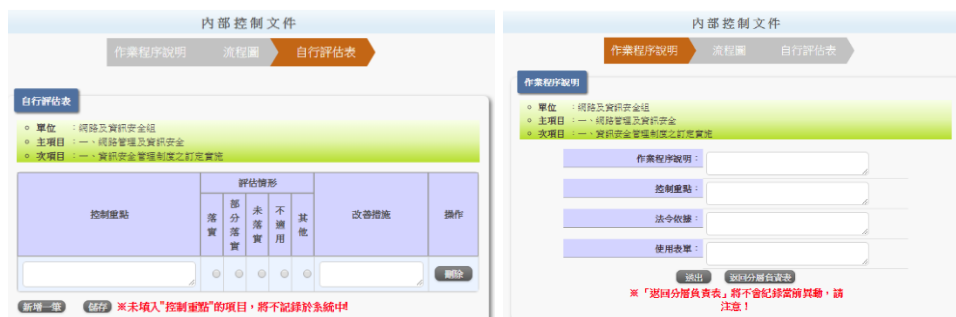 內部控制文件
作業程序說明 流程圖 自行評估表
自行評估表
單位 ：網路及資訊安全組
主項目：一、網路管理及資訊安全
次項目：一、資訊安全管理制度之訂定實施
控制重點 評估情形 改善措施 操作
落實 部分落實 未落實 不適用 其他
刪除
新增一筆 儲存 ※未填入"控制重點"的項目，將不記錄於系統中!
內部控制文件
作業程序說明 流程圖 自行評估表
作業程序說明
單位 ：網路及資訊安全組
主項目：一、網路管理及資訊安全
次項目：一、資訊安全管理制度之訂定實施
作業程序說明：
控制重點：
法令依據：
使用表單：
送出 返回分層負責表
※「返回分層負責表」將不會紀錄當前異動，請
注意！